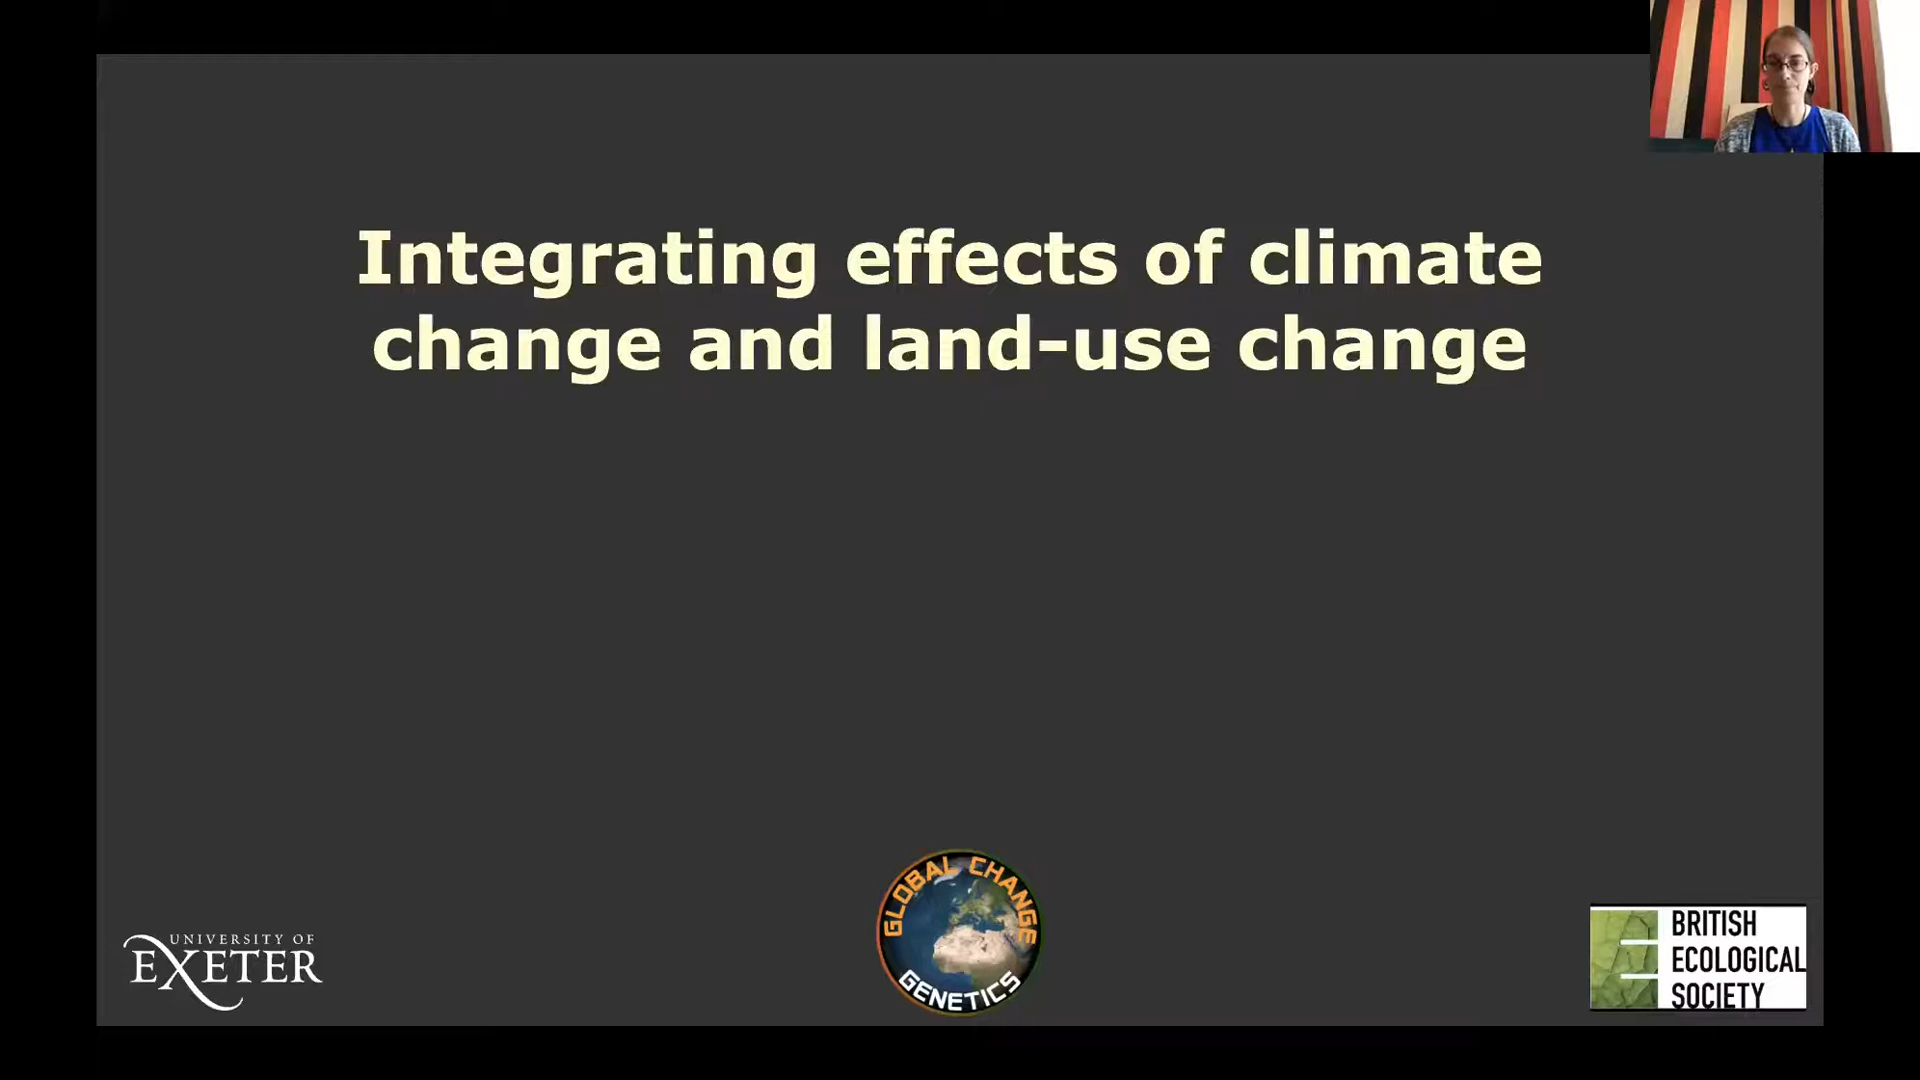 Integrating effects of climate
change and land-use change
UNIVERSITY OF
EXETER
GLOBAL CHANGE
GENETICS
BRITISH
ECOLOGICAL
SOCIETY